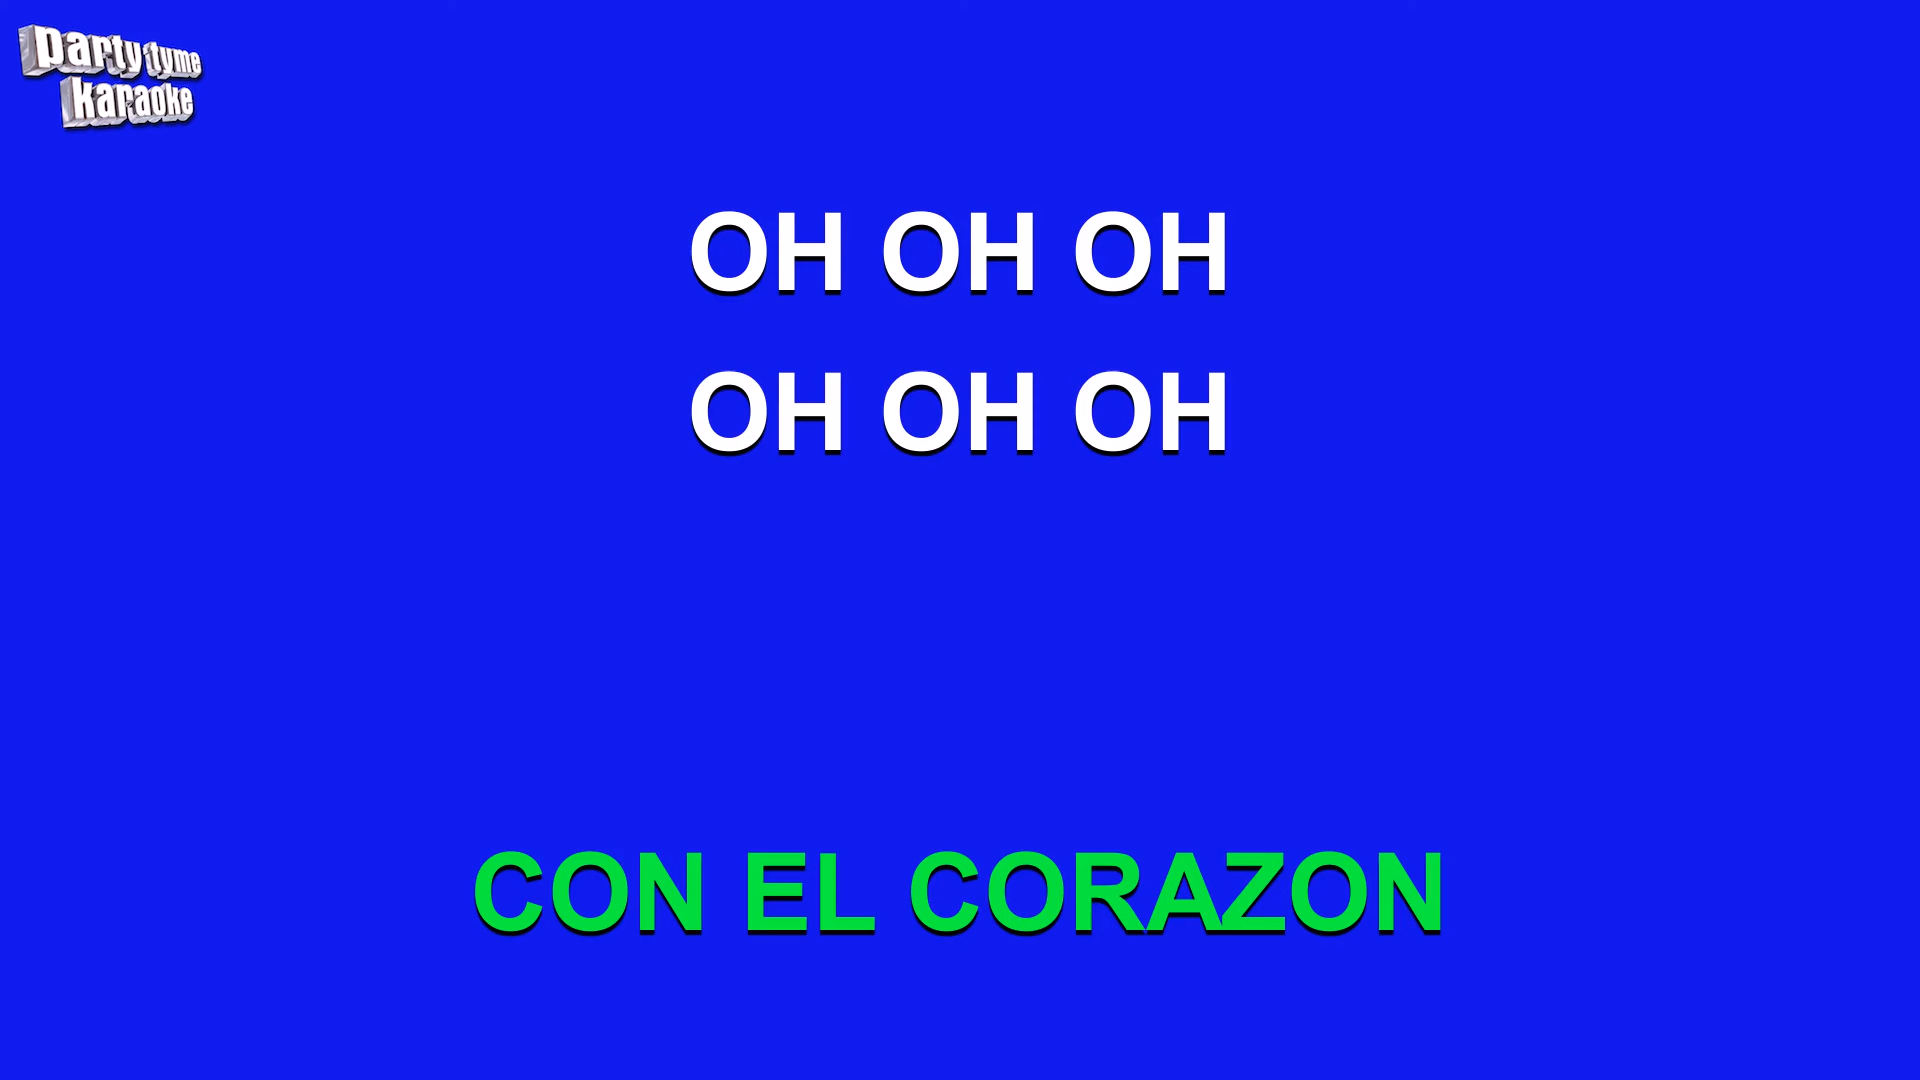 party tyme
karaoke
OH OH OH
OH OH OH
CON EL CORAZON